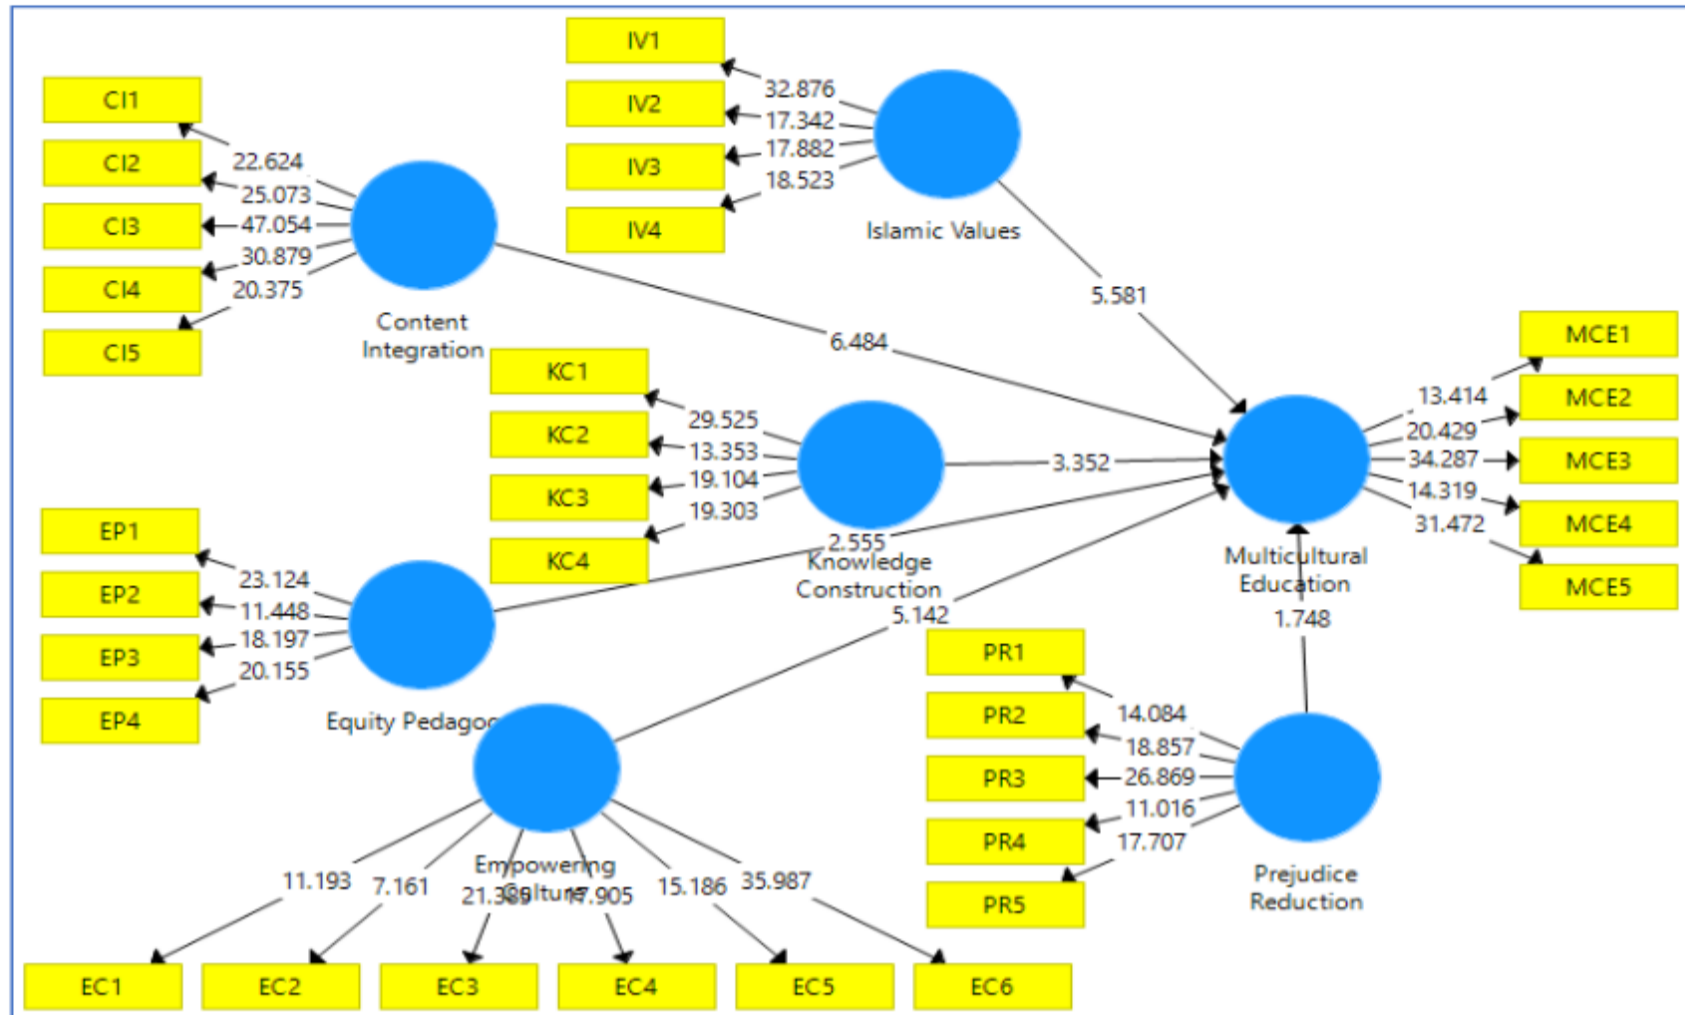 IV1
IV2
IV3
IV4
32.876
17.342
17.882
18.523
Islamic Values
CI1
CI2
CI3
CI4
CI5
22.624
25.073
47.054
30.879
20.375
Content
Integration
5.581
6.484
KC1
KC2
KC3
KC4
29.525
13.353
19.104
19.303
Knowledge
Construction
3.352
2.555
5.142
MCE1
MCE2
MCE3
MCE4
MCE5
13.414
20.429
34.287
14.319
31.472
Multicultural
Education
1.748
EP1
EP2
EP3
EP4
23.124
11.448
18.197
20.155
Equity Pedagog
PR1
PR2
PR3
PR4
PR5
14.084
18.857
26.869
11.016
17.707
Prejudice
Reduction
Empowering
Culture
11.193
7.161
17.905
15.186
35.987
EC1
EC2
EC3
EC4
EC5
EC6